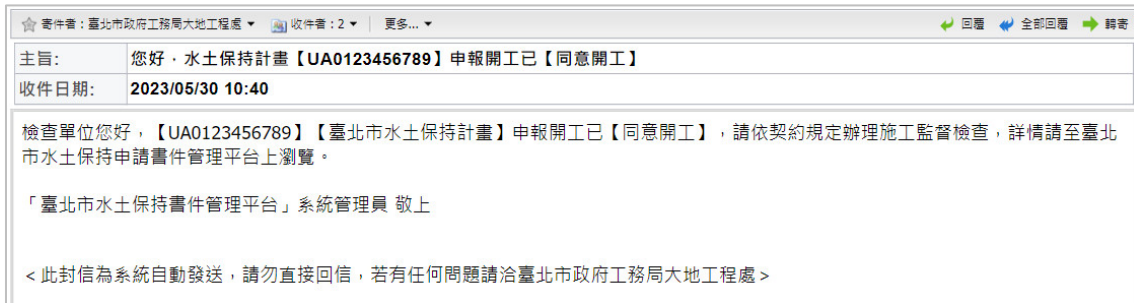 寄件者：臺北市政府工務局大地工程處 ▼ 收件者：2 ▼ 更多... ▼ 回覆 全部回覆 轉寄
主旨: 您好，水土保持計畫【UA0123456789】申報開工已【同意開工】
收件日期: 2023/05/30 10:40
檢查單位您好，【UA0123456789】【臺北市水土保持計畫】申報開工已【同意開工】，請依契約規定辦理施工監督檢查，詳情請至臺北
市水土保持申請書件管理平台上瀏覽。
「臺北市水土保持書件管理平台」系統管理員 敬上
<此封信為系統自動發送，請勿直接回信，若有任何問題請洽臺北市政府工務局大地工程處>